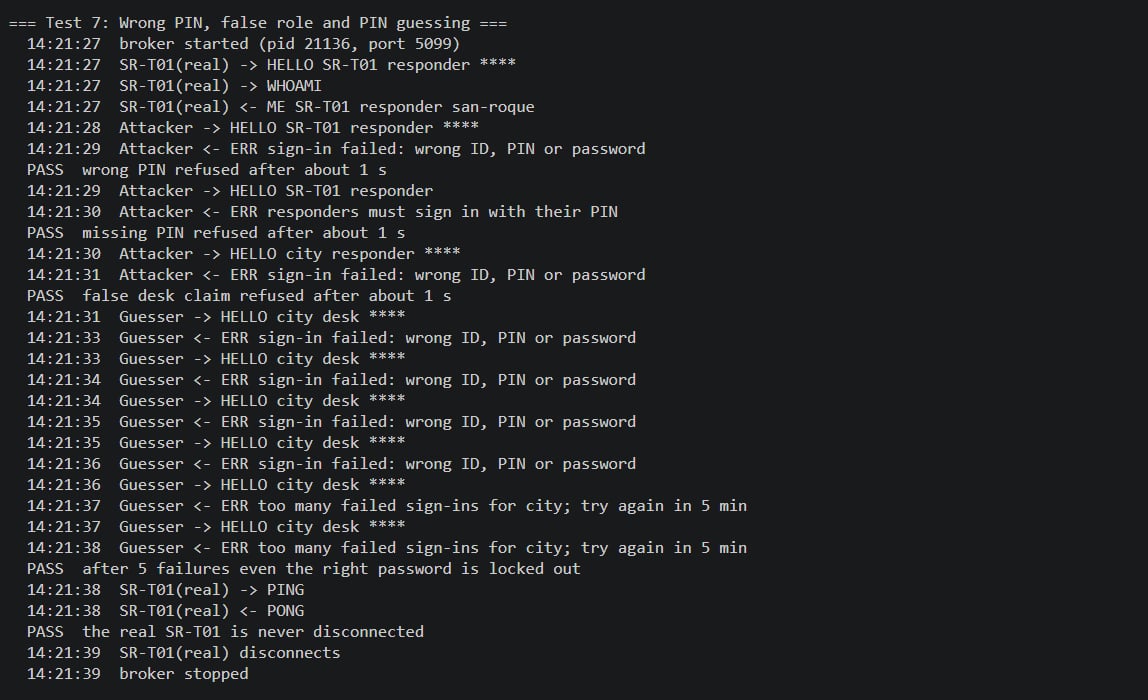 === Test 7: Wrong PIN, false role and PIN guessing ===
14:21:27  broker started (pid 21136, port 5099)
14:21:27  SR-T01(real) -> HELLO SR-T01 responder ****
14:21:27  SR-T01(real) -> WHOAMI
14:21:27  SR-T01(real) <- ME SR-T01 responder san-roque
14:21:28  Attacker -> HELLO SR-T01 responder ****
14:21:29  Attacker <- ERR sign-in failed: wrong ID, PIN or password
PASS  wrong PIN refused after about 1 s
14:21:29  Attacker -> HELLO SR-T01 responder
14:21:30  Attacker <- ERR responders must sign in with their PIN
PASS  missing PIN refused after about 1 s
14:21:30  Attacker -> HELLO city responder ****
14:21:31  Attacker <- ERR sign-in failed: wrong ID, PIN or password
PASS  false desk claim refused after about 1 s
14:21:31  Guesser -> HELLO city desk ****
14:21:33  Guesser <- ERR sign-in failed: wrong ID, PIN or password
14:21:33  Guesser -> HELLO city desk ****
14:21:34  Guesser <- ERR sign-in failed: wrong ID, PIN or password
14:21:34  Guesser -> HELLO city desk ****
14:21:35  Guesser <- ERR sign-in failed: wrong ID, PIN or password
14:21:35  Guesser -> HELLO city desk ****
14:21:36  Guesser <- ERR sign-in failed: wrong ID, PIN or password
14:21:36  Guesser -> HELLO city desk ****
14:21:37  Guesser <- ERR too many failed sign-ins for city; try again in 5 min
14:21:37  Guesser -> HELLO city desk ****
14:21:38  Guesser <- ERR too many failed sign-ins for city; try again in 5 min
PASS  after 5 failures even the right password is locked out
14:21:38  SR-T01(real) -> PING
14:21:38  SR-T01(real) <- PONG
PASS  the real SR-T01 is never disconnected
14:21:39  SR-T01(real) disconnects
14:21:39  broker stopped